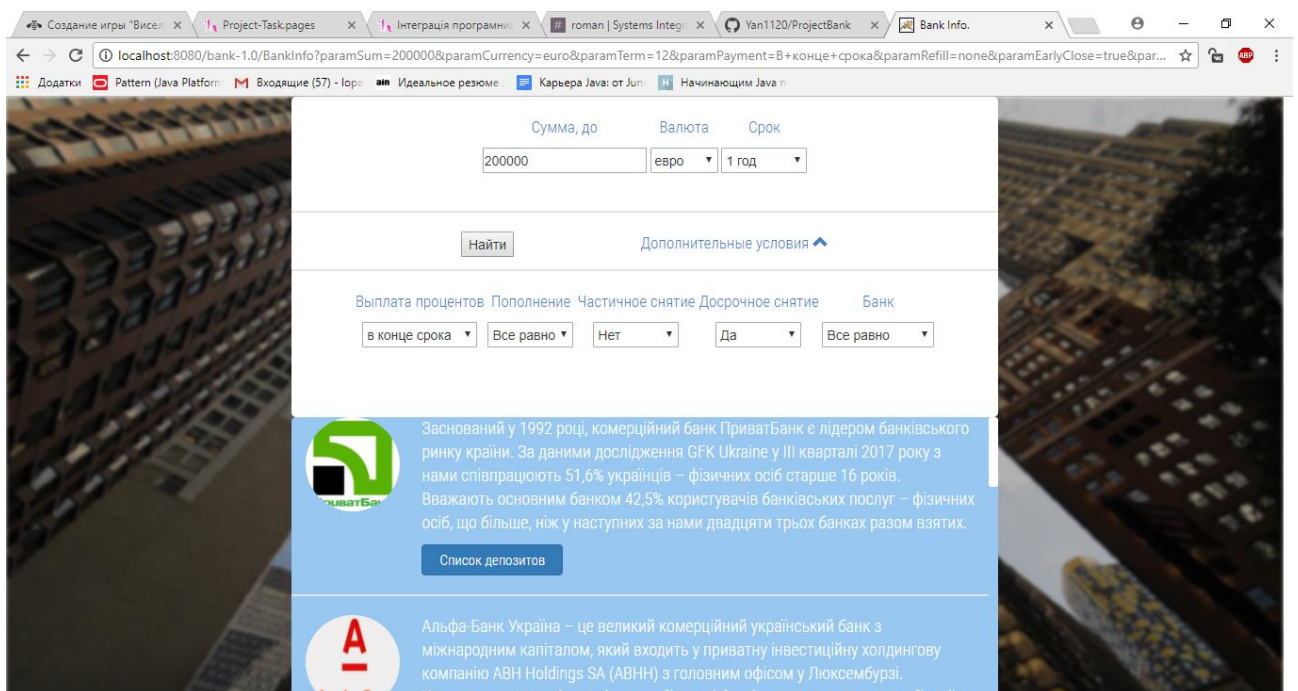 Создание игры "Висел
Project-Task.pages
Інтеграція програмни
roman | Systems Integr
Yan1120/ProjectBank
Bank Info.
localhost:8080/bank-1.0/BankInfo?paramSum=200000&paramCurrency=euro&paramTerm=12&paramPayment=В+конце+срока&paramRefill=none&paramEarlyClose=true&par...
Додатки Pattern (Java Platform Входящие (57) - lopa ain Идеальное резюме Карьера Java: от Juni Начинающим Java п
Сумма, до Валюта Срок
200000 евро 1 год
Найти Дополнительные условия
Выплата процентов Пополнение Частичное снятие Досрочное снятие Банк
в конце срока Все равно Нет Да Все равно
Заснований у 1992 році, комерційний банк ПриватБанк є лідером банківського
ринку країни. За даними дослідження GFK Ukraine у III кварталі 2017 року з
нами співпрацюють 51,6% українців – фізичних осіб старше 16 років.
Вважають основним банком 42,5% користувачів банківських послуг – фізичних
осіб, що більше, ніж у наступних за нами двадцяти трьох банках разом взятих.
Список депозитов
Альфа-Банк Україна – це великий комерційний український банк з
міжнародним капіталом, який входить у приватну інвестиційну холдингову
компанію ABH Holdings SA (ABHH) з головним офісом у Люксембурзі.